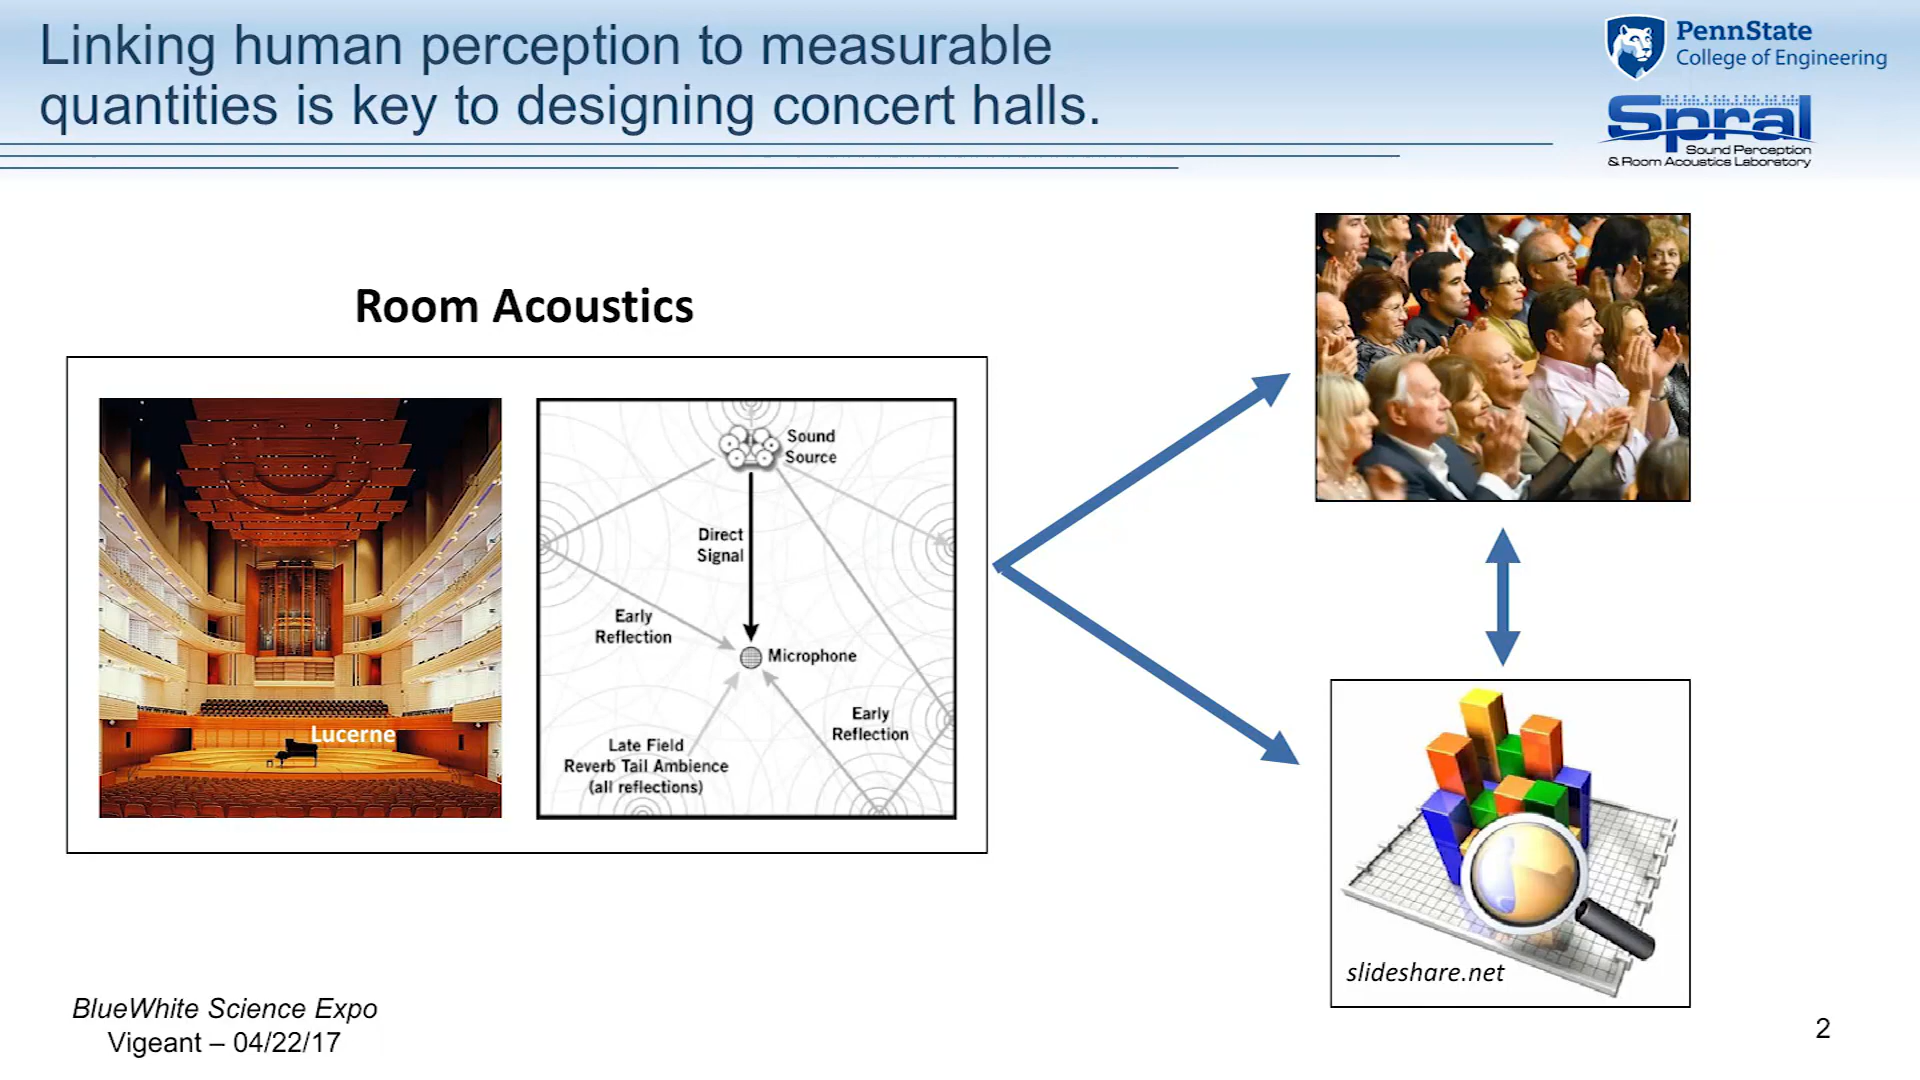 Linking human perception to measurable
quantities is key to designing concert halls.
PennState
College of Engineering
Spral
Sound Perception
& Room Acoustics Laboratory
Room Acoustics
Lucerne
Sound
Source
Direct
Signal
Early
Reflection
Microphone
Early
Reflection
Late Field
Reverb Tail Ambience
(all reflections)
slideshare.net
BlueWhite Science Expo
Vigeant – 04/22/17
2